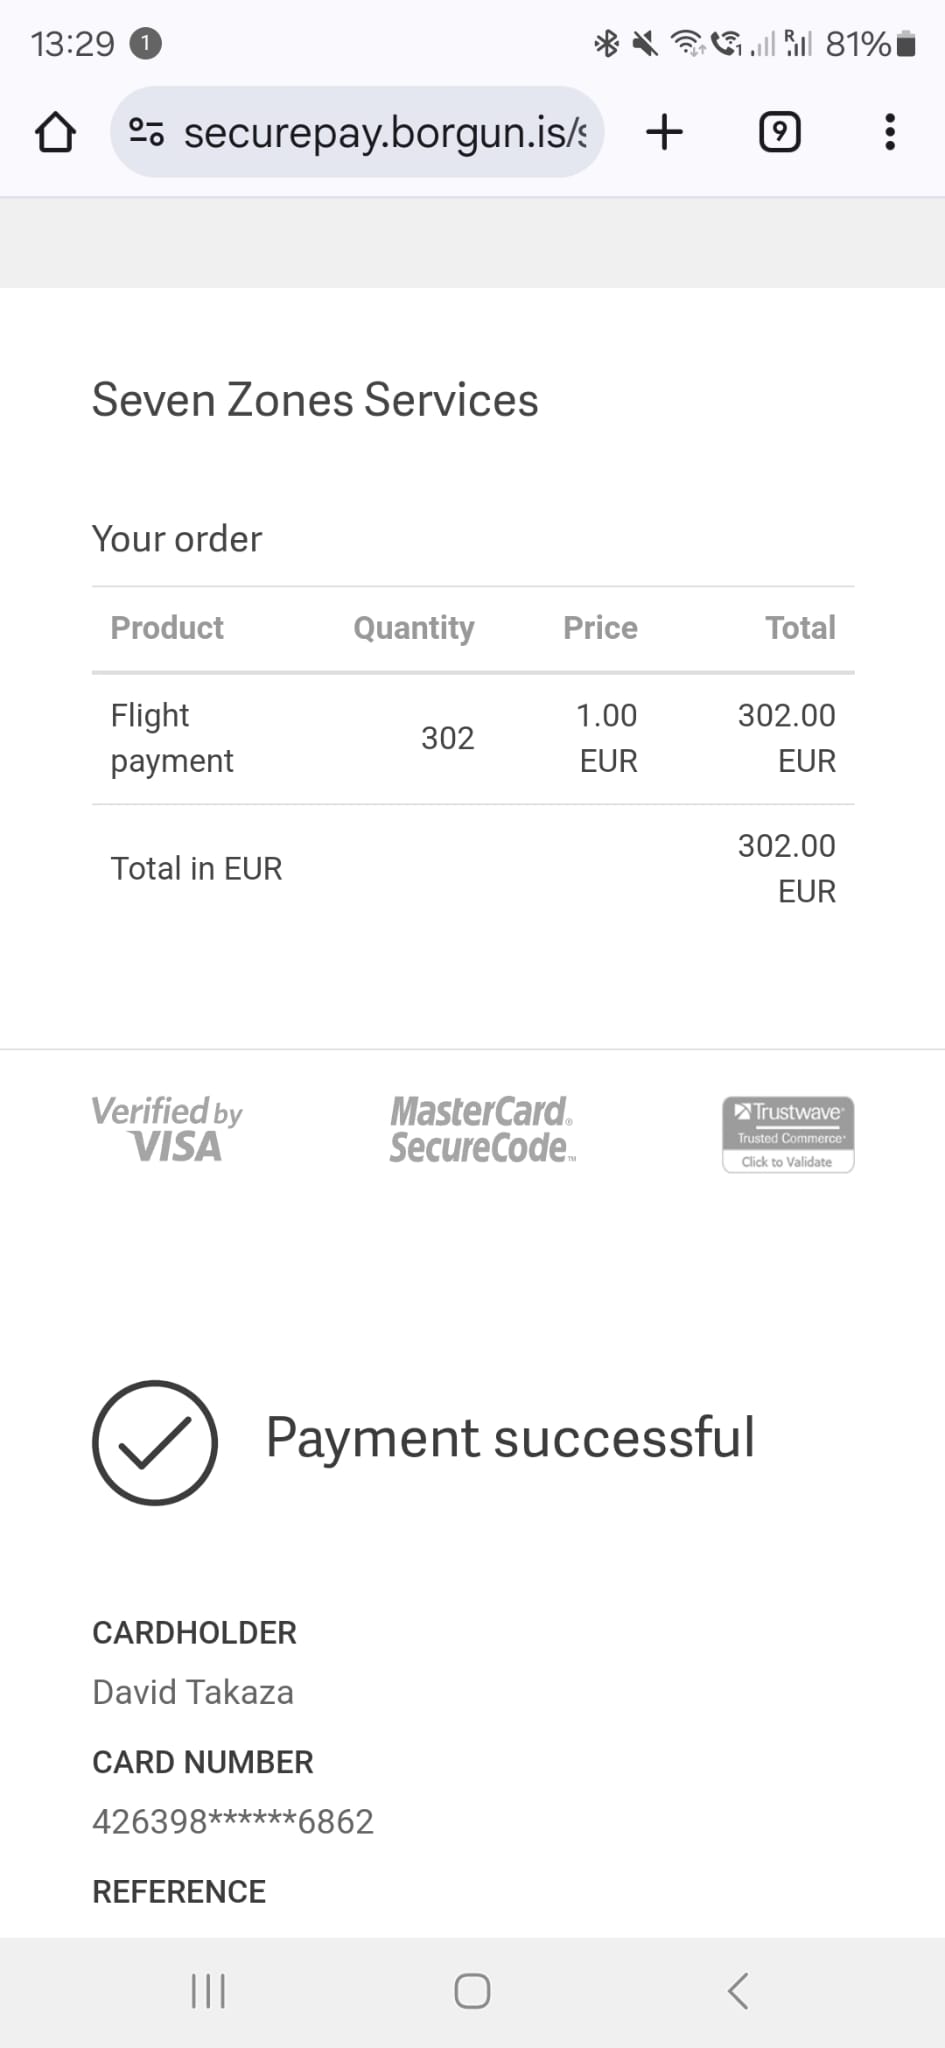 13:29 1 R 81%
securepay.borgun.is/s 9
Seven Zones Services
Your order
Product Quantity Price Total
Flight payment 302 1.00 EUR 302.00 EUR
Total in EUR 302.00 EUR
Verified by VISA
MasterCard® SecureCode™
Trustwave®
Trusted Commerce®
Click to Validate
Payment successful
CARDHOLDER
David Takaza
CARD NUMBER
426398******6862
REFERENCE